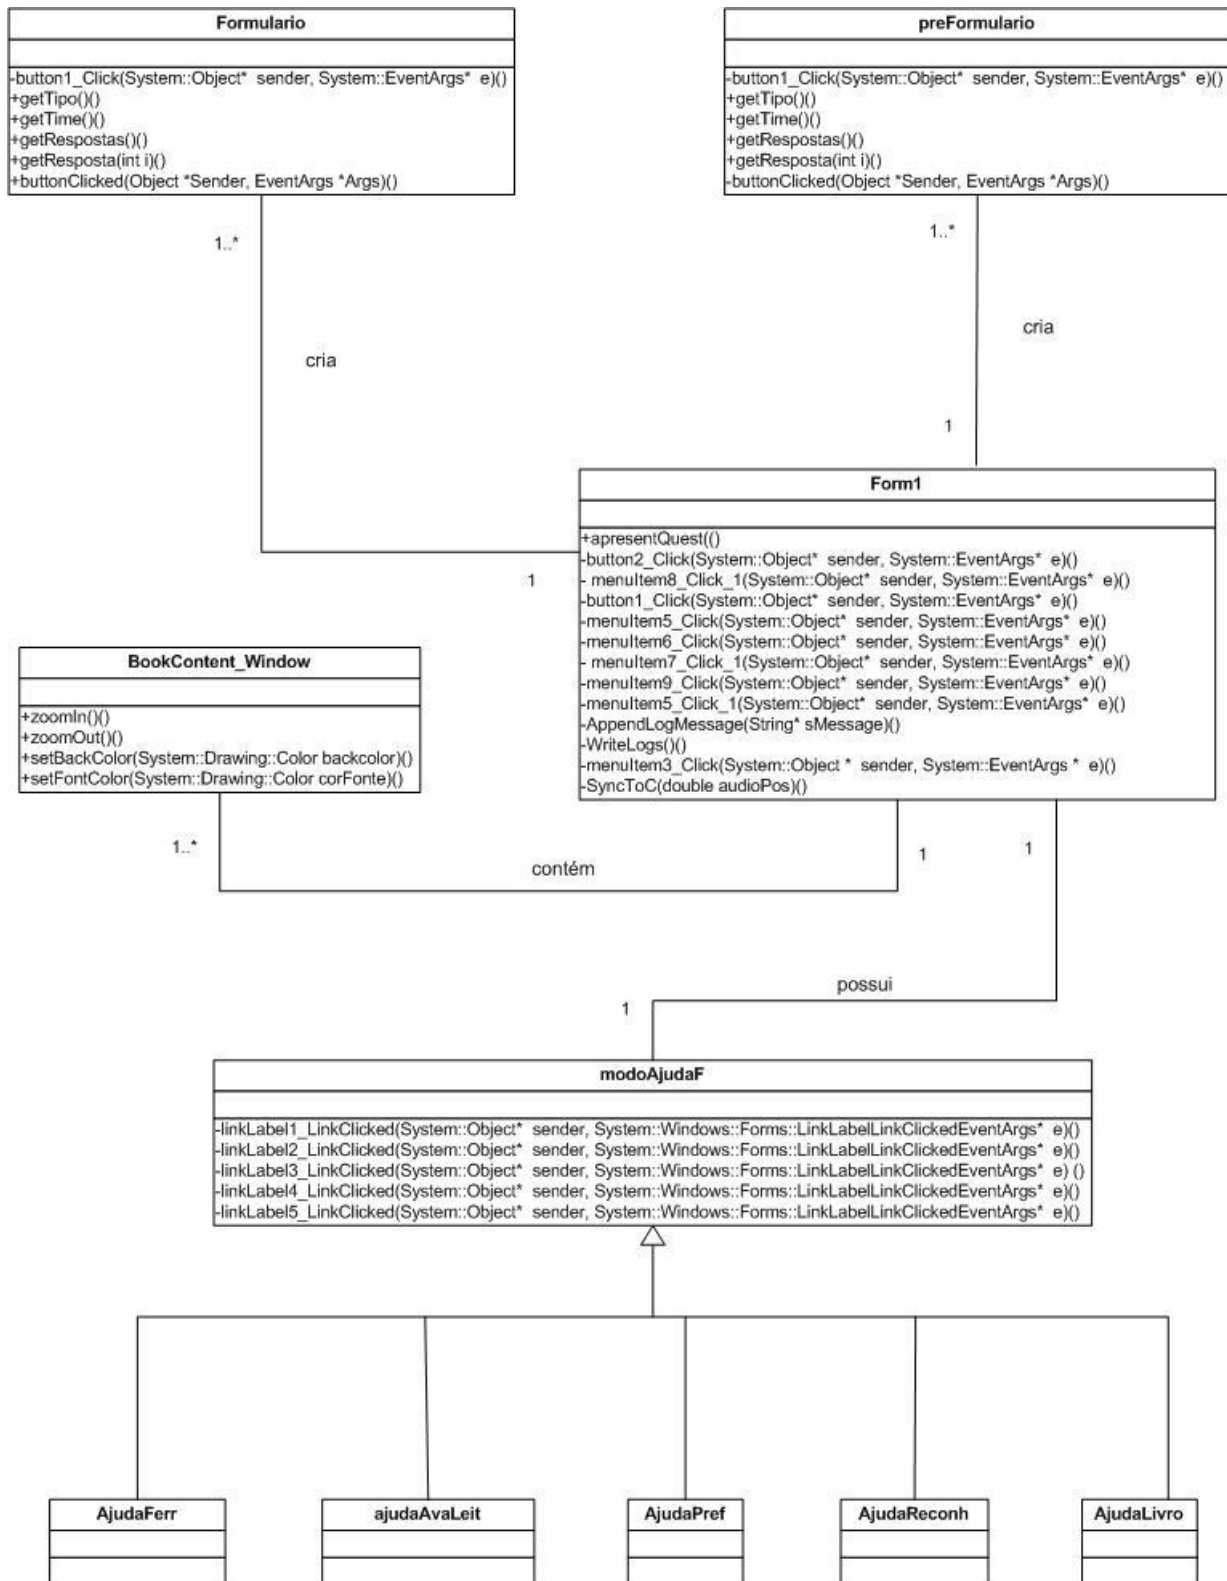 Formulario
-button1_Click(System::Object*  sender, System::EventArgs*  e)()
+getTipo()()
+getTime()()
+getRespostas()()
+getResposta(int i)()
+buttonClicked(Object *Sender, EventArgs *Args)()
preFormulario
-button1_Click(System::Object*  sender, System::EventArgs*  e)()
+getTipo()()
+getTime()()
+getRespostas()()
+getResposta(int i)()
-buttonClicked(Object *Sender, EventArgs *Args)()
1..*
1..*
cria
cria
1
Form1
+apresentQuest(()
-button2_Click(System::Object*  sender, System::EventArgs*  e)()
- menuItem8_Click_1(System::Object*  sender, System::EventArgs*  e)()
-button1_Click(System::Object*  sender, System::EventArgs*  e)()
-menuItem5_Click(System::Object*  sender, System::EventArgs*  e)()
-menuItem6_Click(System::Object*  sender, System::EventArgs*  e)()
- menuItem7_Click_1(System::Object*  sender, System::EventArgs*  e)()
-menuItem9_Click(System::Object*  sender, System::EventArgs*  e)()
-menuItem5_Click_1(System::Object*  sender, System::EventArgs*  e)()
-AppendLogMessage(String* sMessage)()
-WriteLogs()()
-menuItem3_Click(System::Object *  sender, System::EventArgs *  e)()
-SyncToC(double audioPos)()
1
BookContent_Window
+zoomIn()()
+zoomOut()()
+setBackColor(System::Drawing::Color backcolor)()
+setFontColor(System::Drawing::Color corFonte)()
1..*
contém
1
1
possui
1
modoAjudaF
-linkLabel1_LinkClicked(System::Object*  sender, System::Windows::Forms::LinkLabelLinkClickedEventArgs*  e)()
-linkLabel2_LinkClicked(System::Object*  sender, System::Windows::Forms::LinkLabelLinkClickedEventArgs*  e)()
-linkLabel3_LinkClicked(System::Object*  sender, System::Windows::Forms::LinkLabelLinkClickedEventArgs*  e) ()
-linkLabel4_LinkClicked(System::Object*  sender, System::Windows::Forms::LinkLabelLinkClickedEventArgs*  e)()
-linkLabel5_LinkClicked(System::Object*  sender, System::Windows::Forms::LinkLabelLinkClickedEventArgs*  e)()
AjudaFerr
ajudaAvaLeit
AjudaPref
AjudaReconh
AjudaLivro